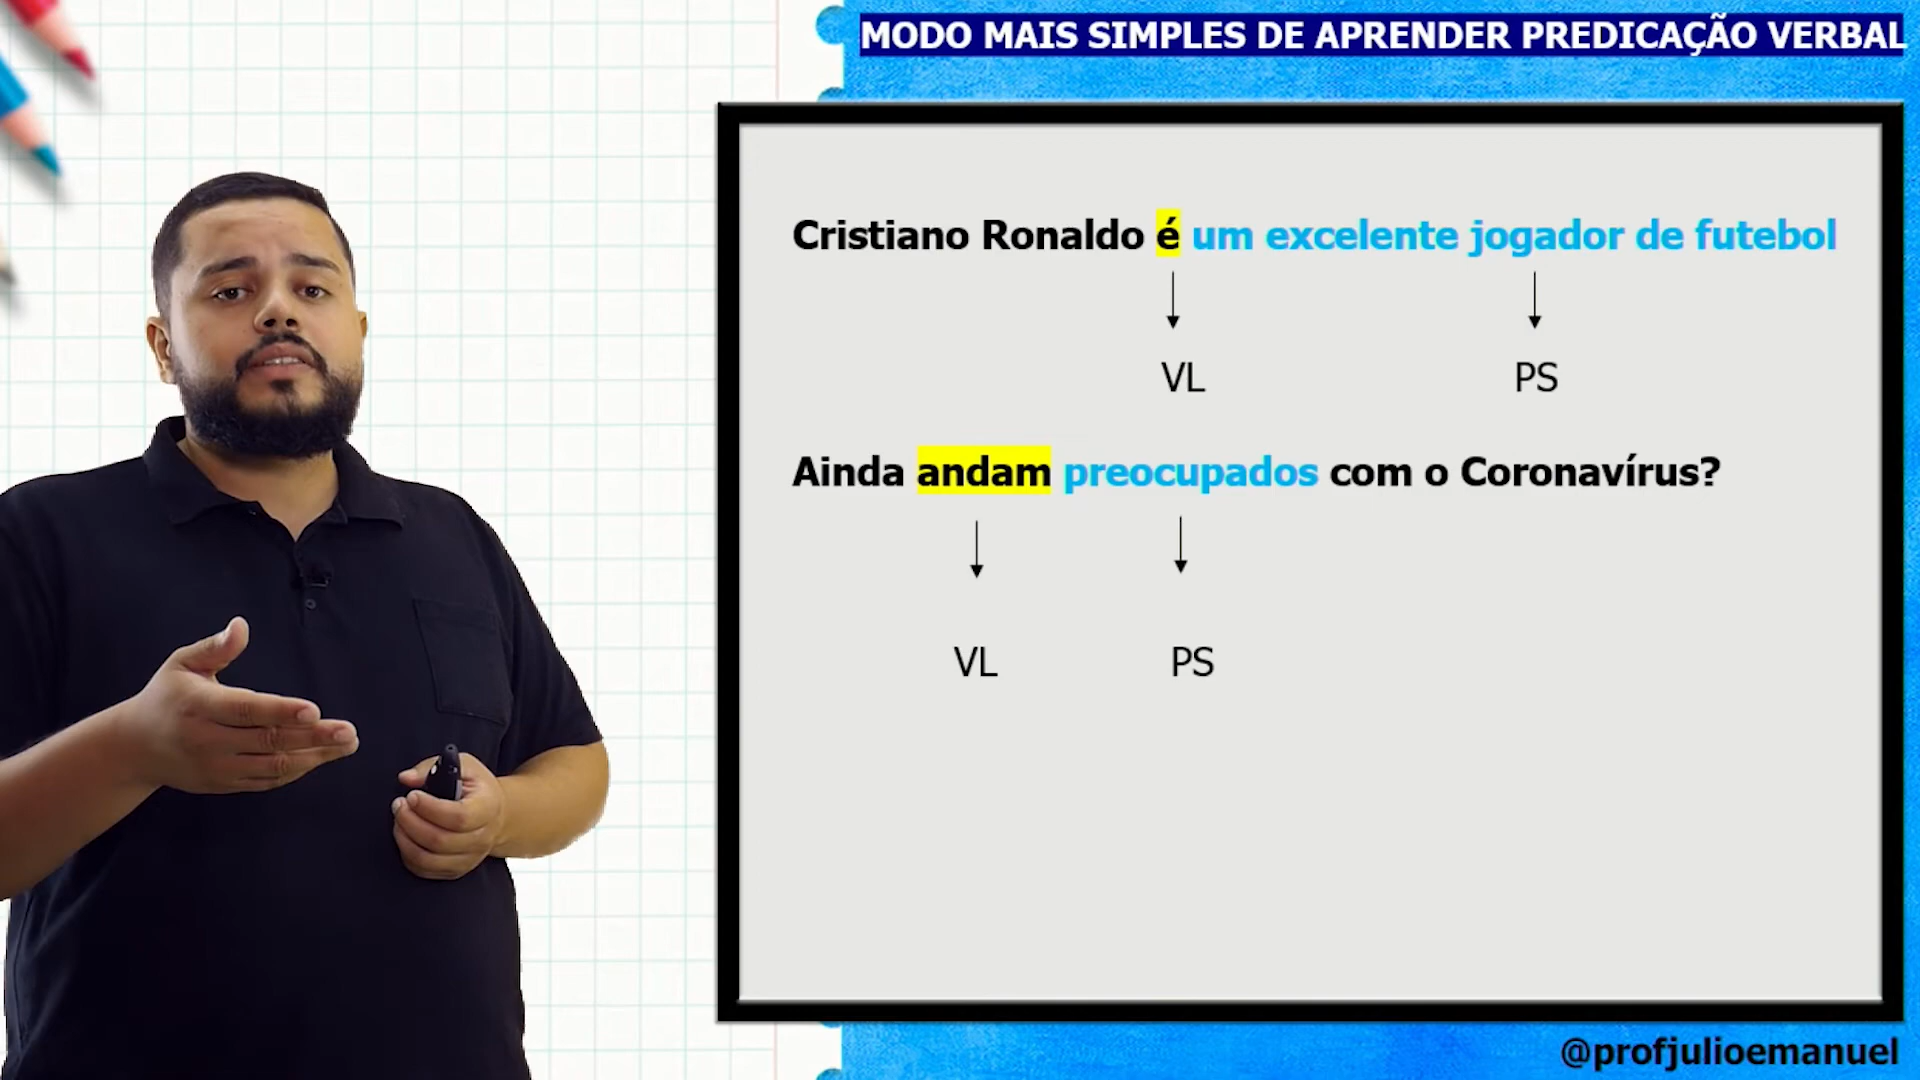 MODO MAIS SIMPLES DE APRENDER PREDICAÇÃO VERBAL
Cristiano Ronaldo é um excelente jogador de futebol
VL PS
Ainda andam preocupados com o Coronavírus?
VL PS
@profjulioemanuel